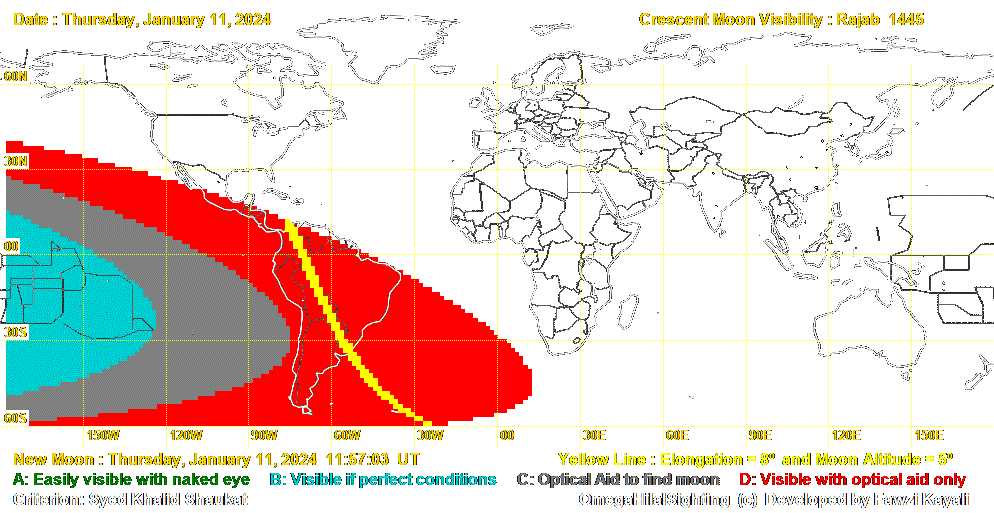 Date : Thursday, January 11, 2024 Crescent Moon Visibility : Rajab 1445
60N
30N
00
30S
60S
150W 120W 90W 60W 30W 00 30E 60E 90E 120E 150E
New Moon : Thursday, January 11, 2024 11:57:03 UT Yellow Line : Elongation = 8º and Moon Altitude = 5º
A: Easily visible with naked eye B: Visible if perfect conditions C: Optical Aid to find moon D: Visible with optical aid only
Criterion: Syed Khalid Shaukat OmegaHilalSighting (c) Developed by Fawzi Kayali